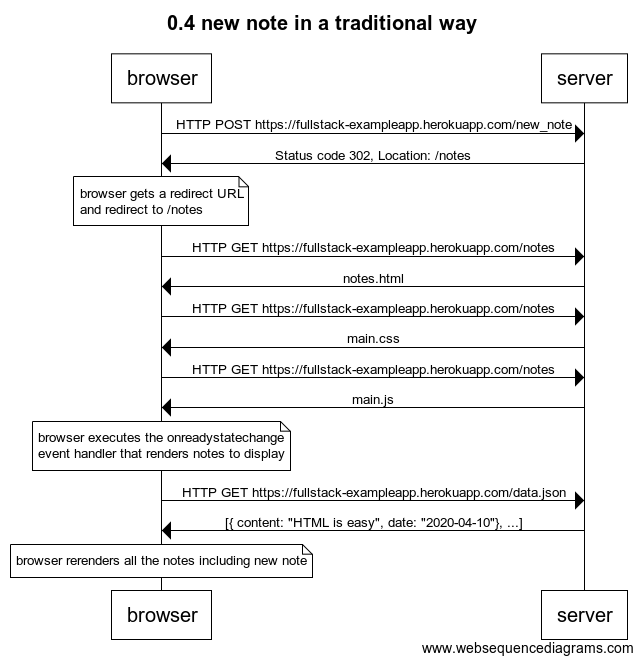 0.4 new note in a traditional way
browser
server
HTTP POST https://fullstack-exampleapp.herokuapp.com/new_note
Status code 302, Location: /notes
browser gets a redirect URL
and redirect to /notes
HTTP GET https://fullstack-exampleapp.herokuapp.com/notes
notes.html
HTTP GET https://fullstack-exampleapp.herokuapp.com/notes
main.css
HTTP GET https://fullstack-exampleapp.herokuapp.com/notes
main.js
browser executes the onreadystatechange
event handler that renders notes to display
HTTP GET https://fullstack-exampleapp.herokuapp.com/data.json
[{ content: "HTML is easy", date: "2020-04-10"}, ...]
browser rerenders all the notes including new note
browser
server
www.websequencediagrams.com